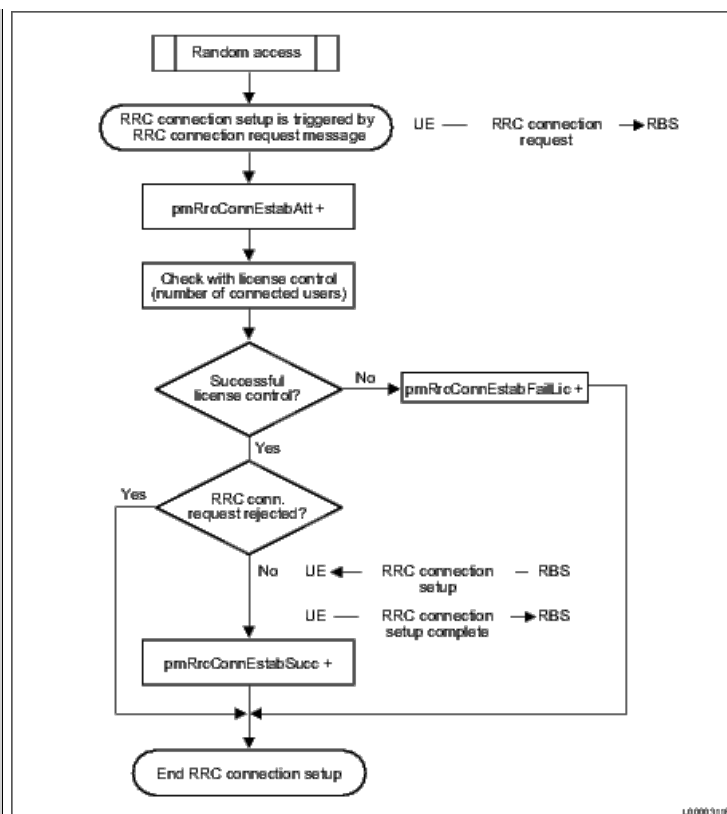 Random access
RRC connection setup is triggered by
RRC connection request message
UE
RRC connection
request
RBS
pmRrcConnEstabAtt +
Check with license control
(number of connected users)
Successful
license control?
No
pmRrcConnEstabFailLic +
Yes
RRC conn.
request rejected?
Yes
No
UE
RRC connection
setup
RBS
UE
RRC connection
setup complete
RBS
pmRrcConnEstabSucc +
End RRC connection setup